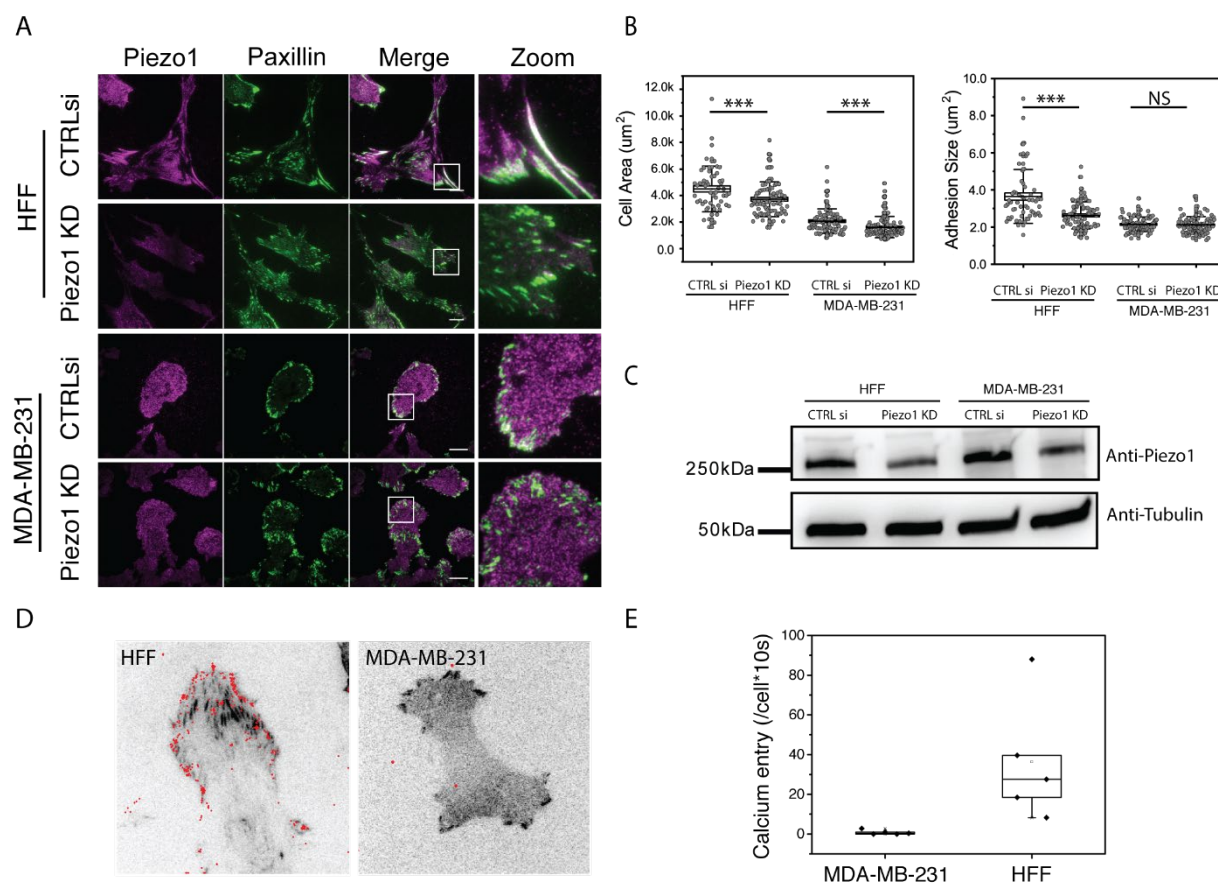 A
Piezo1 Paxillin Merge Zoom
HFF
CTRLsi
Piezo1 KD
MDA-MB-231
CTRLsi
Piezo1 KD
B
Cell Area (um²)
12.0k
10.0k
8.0k
6.0k
4.0k
2.0k
0.0
*** ***
CTRL si Piezo1 KD CTRL si Piezo1 KD
HFF MDA-MB-231
Adhesion Size (um²)
10.0
8.0
6.0
4.0
2.0
0.0
*** NS
CTRL si Piezo1 KD CTRL si Piezo1 KD
HFF MDA-MB-231
C
HFF MDA-MB-231
CTRL si Piezo1 KD CTRL si Piezo1 KD
250kDa Anti-Piezo1
50kDa Anti-Tubulin
D
HFF
MDA-MB-231
E
Calcium entry (/cell*10s)
100
80
60
40
20
0
MDA-MB-231 HFF